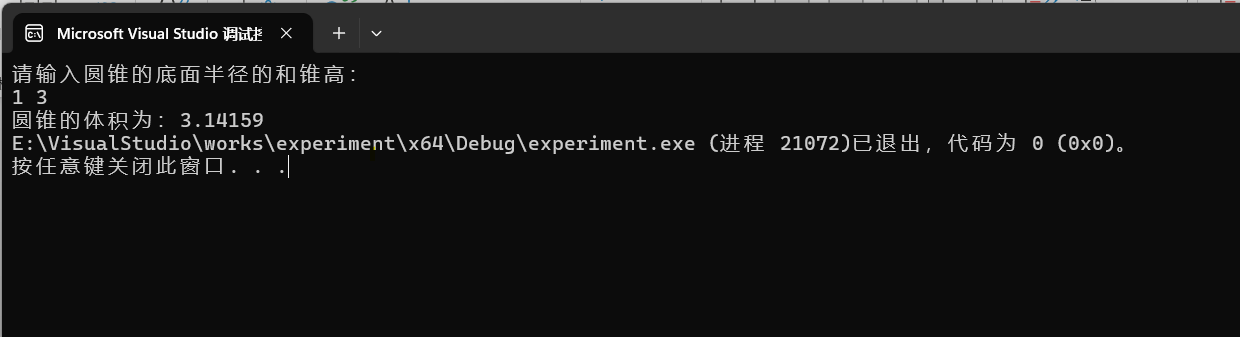 Microsoft Visual Studio 调试
请输入圆锥的底面半径的和锥高:
1 3
圆锥的体积为: 3.14159
E:\VisualStudio\works\experiment\x64\Debug\experiment.exe (进程 21072)已退出，代码为 0 (0x0)。
按任意键关闭此窗口. . .